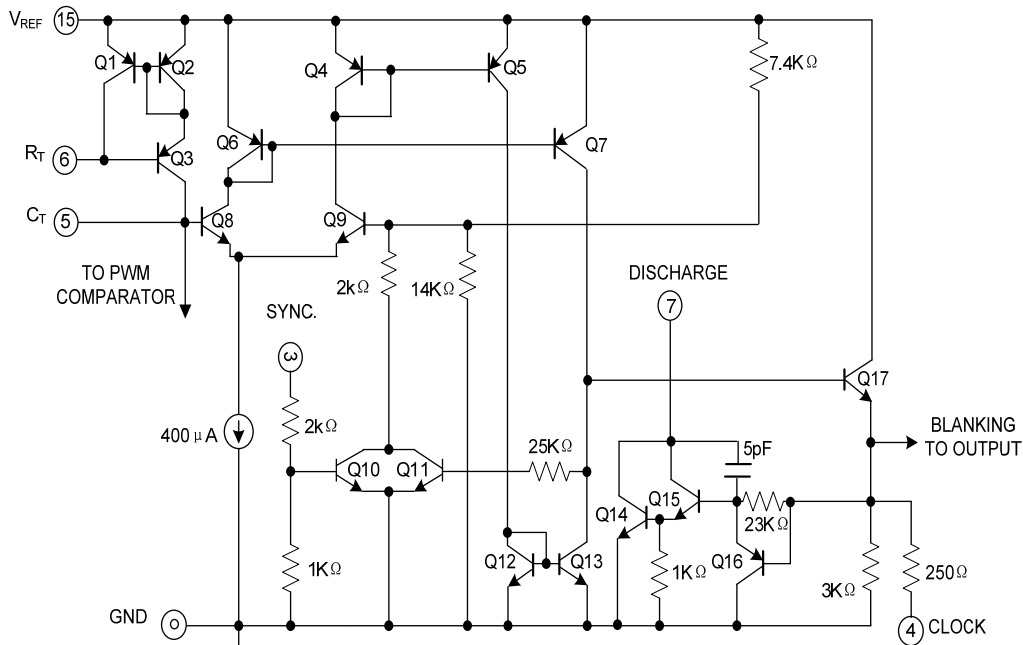 VREF 15
Q1
Q2
Q4
Q5
7.4KΩ
Q6
Q7
RT 6
Q3
CT 5
Q8
Q9
TO PWM
COMPARATOR
2kΩ
14KΩ
DISCHARGE
7
SYNC.
3
Q17
400μA
2kΩ
BLANKING
TO OUTPUT
25KΩ
5pF
Q10
Q11
Q14
Q15
23KΩ
Q12
Q13
Q16
1KΩ
1KΩ
3KΩ
250Ω
GND
4 CLOCK